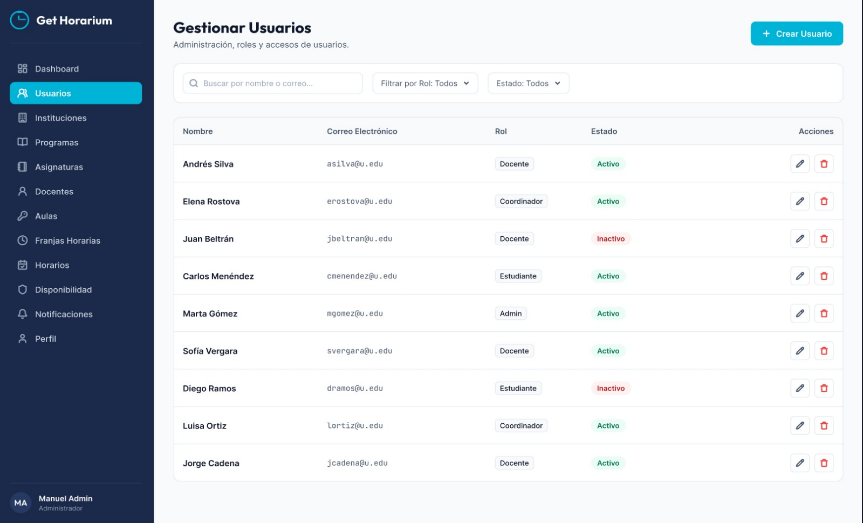 Get Horarium
Dashboard
Usuarios
Instituciones
Programas
Asignaturas
Docentes
Aulas
Franjas Horarias
Horarios
Disponibilidad
Notificaciones
Perfil
MA
Manuel Admin
Administrador
Gestionar Usuarios
Administración, roles y accesos de usuarios.
+ Crear Usuario
Buscar por nombre o correo... Filtrar por Rol: Todos Estado: Todos
Nombre Correo Electrónico Rol Estado Acciones
Andrés Silva asilva@u.edu Docente Activo
Elena Rostova erostova@u.edu Coordinador Activo
Juan Beltrán jbeltran@u.edu Docente Inactivo
Carlos Menéndez cmenendez@u.edu Estudiante Activo
Marta Gómez mgomez@u.edu Admin Activo
Sofía Vergara svergara@u.edu Docente Activo
Diego Ramos dramos@u.edu Estudiante Inactivo
Luisa Ortiz lortiz@u.edu Coordinador Activo
Jorge Cadena jcadena@u.edu Docente Activo